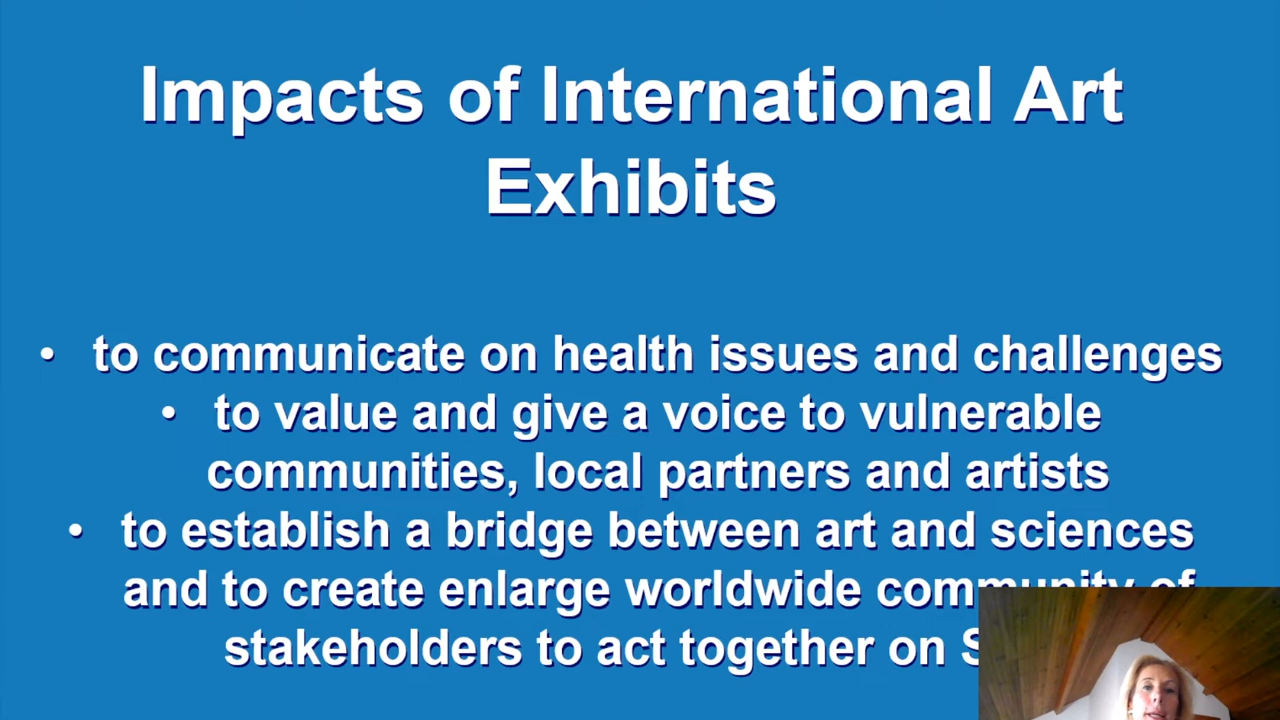 Impacts of International Art
Exhibits
• to communicate on health issues and challenges
• to value and give a voice to vulnerable
communities, local partners and artists
• to establish a bridge between art and sciences
and to create enlarge worldwide community of
stakeholders to act together on